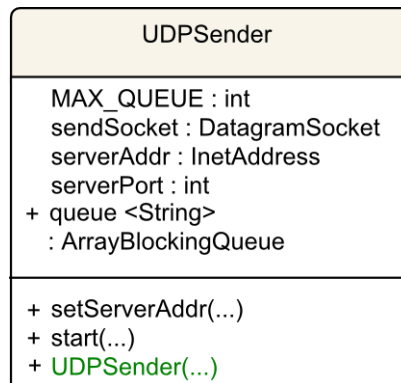 UDPSender
MAX_QUEUE : int
sendSocket : DatagramSocket
serverAddr : InetAddress
serverPort : int
+ queue <String>
: ArrayBlockingQueue
+ setServerAddr(...)
+ start(...)
+ UDPSender(...)